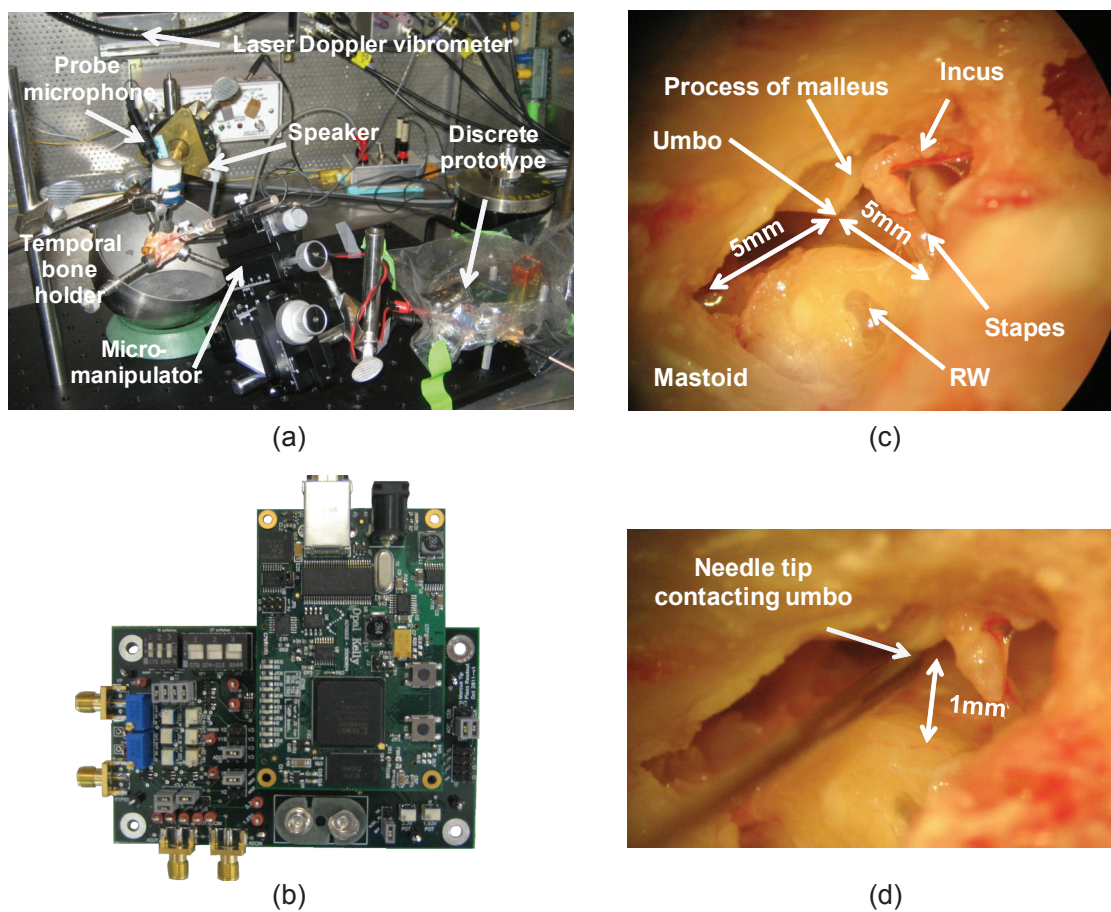 Laser Doppler vibrometer
Probe
microphone
Speaker
Discrete
prototype
Temporal
bone
holder
Micro-
manipulator
(a)
Process of malleus
Incus
Umbo
5mm
5mm
Stapes
RW
Mastoid
(c)
Opal Kelly
(b)
Needle tip
contacting umbo
1mm
(d)